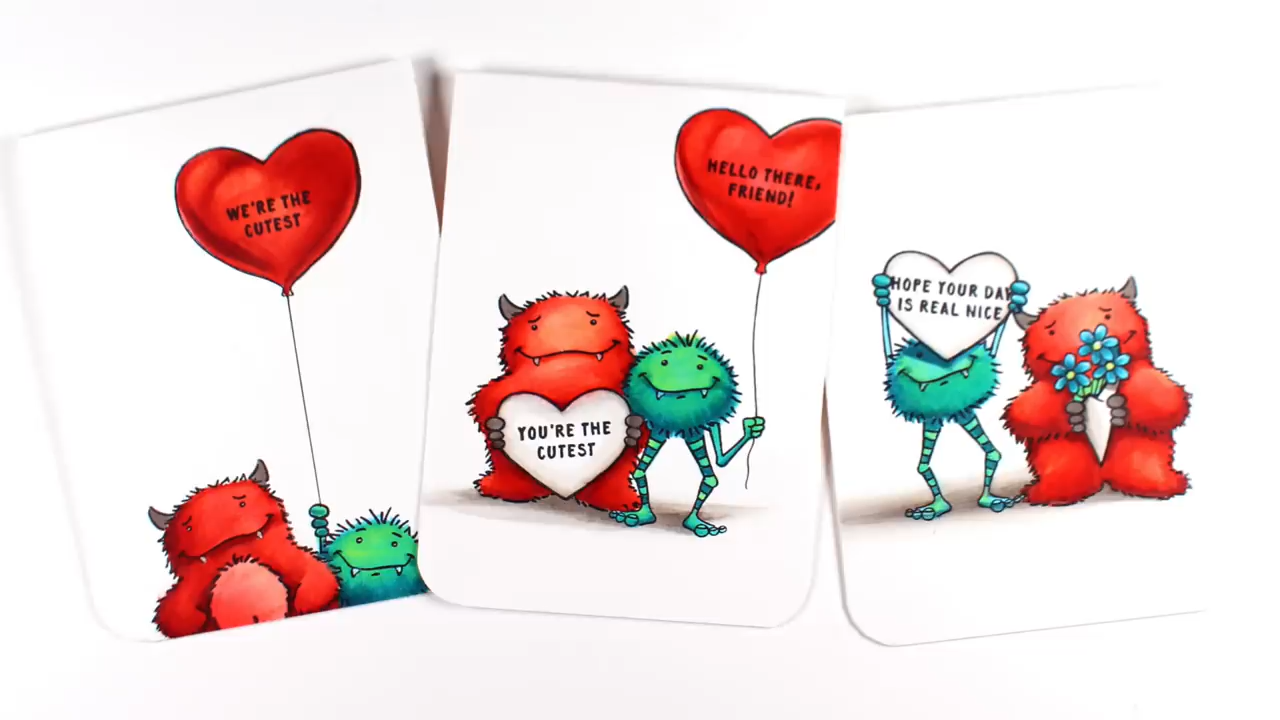 WE'RE THE
CUTEST
HELLO THERE,
FRIEND!
YOU'RE THE
CUTEST
HOPE YOUR DAY
IS REAL NICE